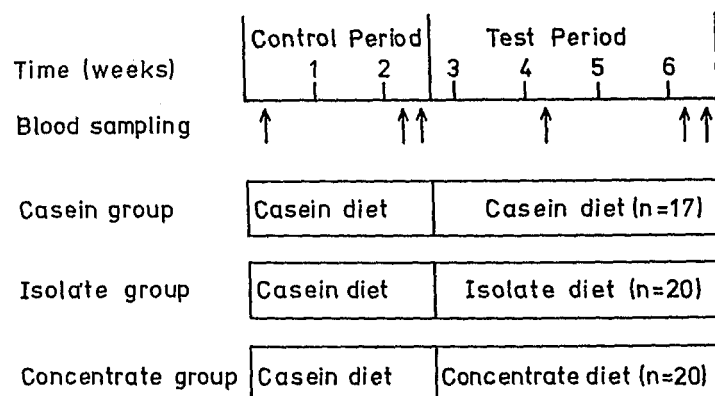 Control Period Test Period
Time (weeks) 1 2 3 4 5 6
Blood sampling
Casein group Casein diet Casein diet (n=17)
Isolate group Casein diet Isolate diet (n=20)
Concentrate group Casein diet Concentrate diet (n=20)